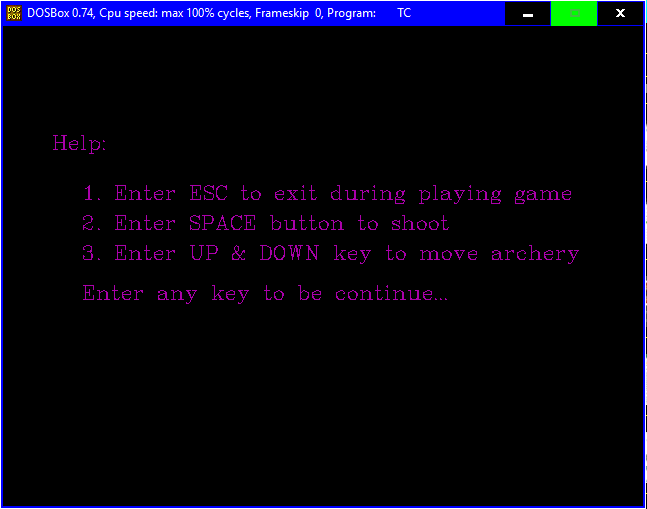 DOS BOX DOSBox 0.74, Cpu speed: max 100% cycles, Frameskip 0, Program: TC
Help:
1. Enter ESC to exit during playing game
2. Enter SPACE button to shoot
3. Enter UP & DOWN key to move archery
Enter any key to be continue...